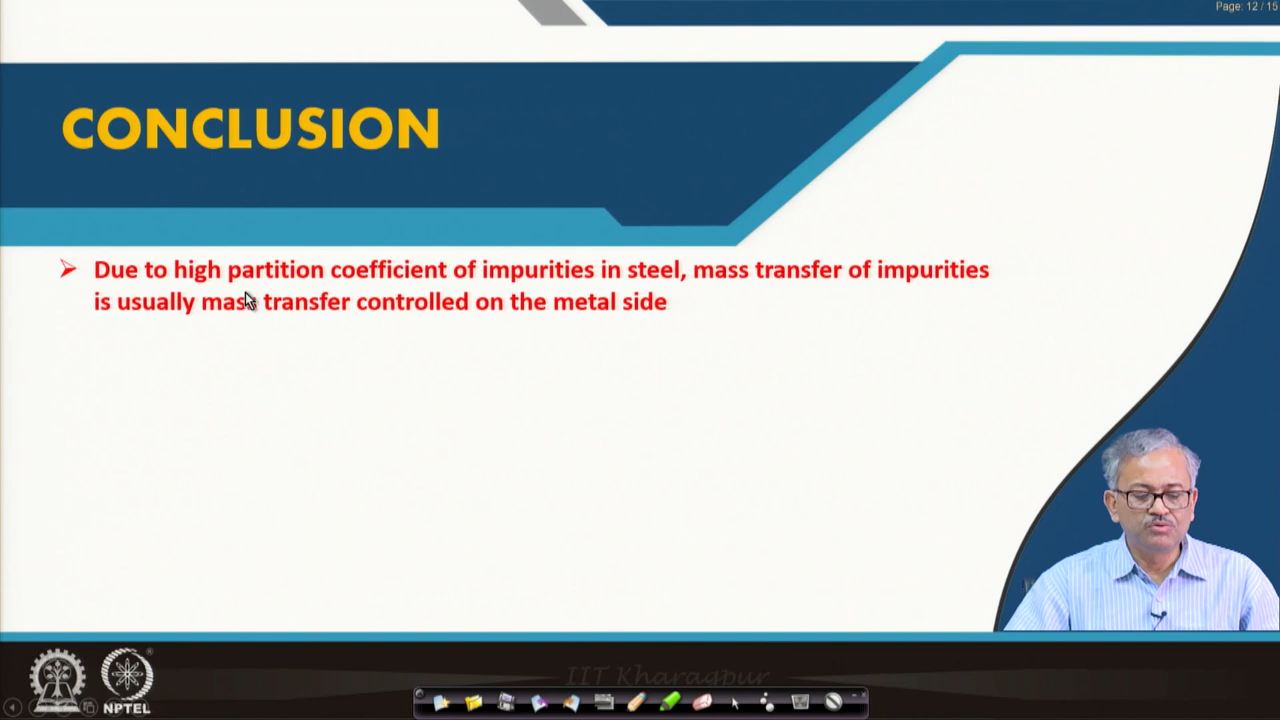 Page: 12 / 15
CONCLUSION
Due to high partition coefficient of impurities in steel, mass transfer of impurities
is usually mass transfer controlled on the metal side
IIT Kharagpur
NPTEL